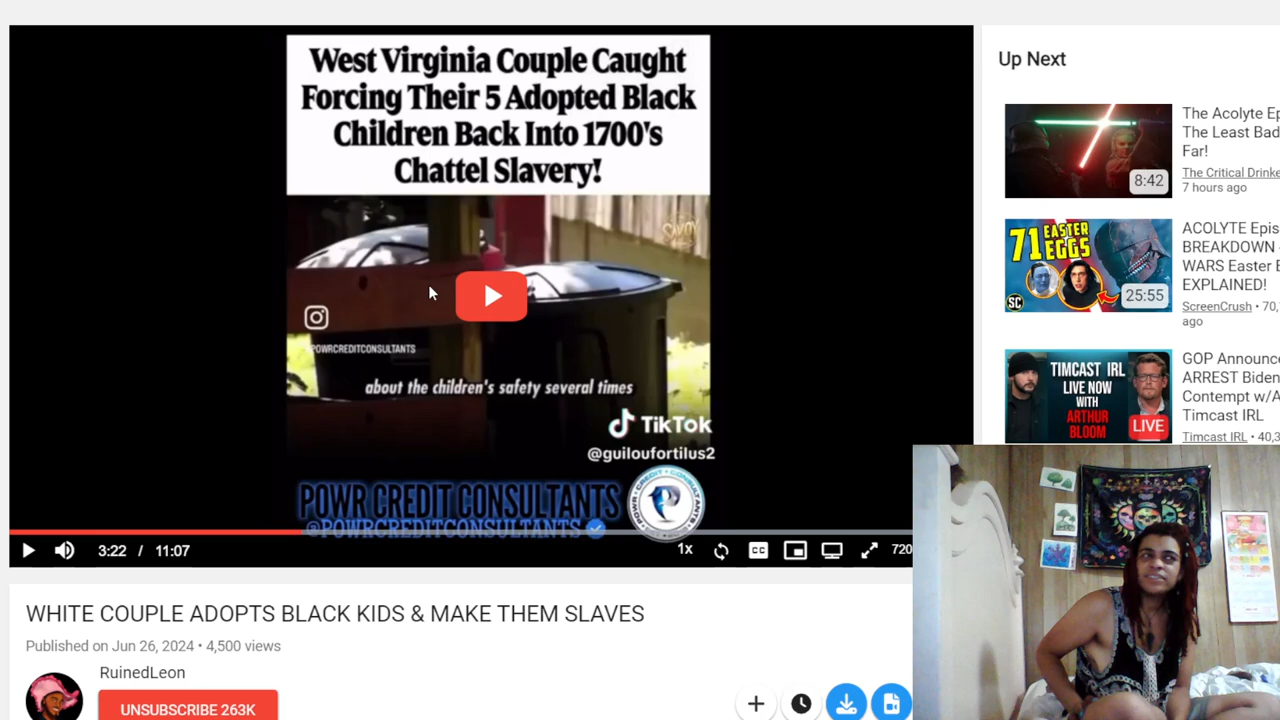 West Virginia Couple Caught
Forcing Their 5 Adopted Black
Children Back Into 1700's
Chattel Slavery!
POWRCREDITCONSULTANTS
about the children's safety several times
TikTok
@guiloufortilus2
POWR CREDIT CONSULTANTS
@POWRCREDITCONSULTANTS
3:22 / 11:07
1x
CC
720
WHITE COUPLE ADOPTS BLACK KIDS & MAKE THEM SLAVES
Published on Jun 26, 2024 • 4,500 views
RuinedLeon
UNSUBSCRIBE 263K
Up Next
8:42
The Acolyte Ep
The Least Bad
Far!
The Critical Drinke
7 hours ago
71 EASTER
EGGS
SC
25:55
ACOLYTE Epis
BREAKDOWN
WARS Easter E
EXPLAINED!
ScreenCrush • 70,
ago
TIMCAST IRL
LIVE NOW
WITH
ARTHUR
BLOOM
LIVE
GOP Announce
ARREST Biden
Contempt w/A
Timcast IRL
Timcast IRL • 40,3